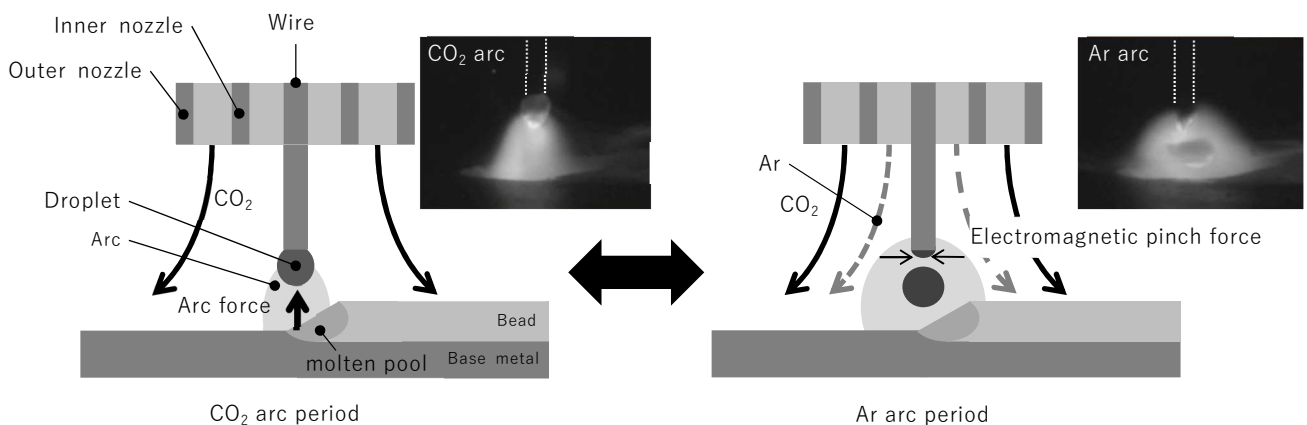 Wire
Inner nozzle
Outer nozzle
CO₂ arc
CO₂
Droplet
Arc
Arc force
Bead
Base metal
molten pool
CO₂ arc period
Ar arc
Ar
CO₂
Electromagnetic pinch force
Ar arc period